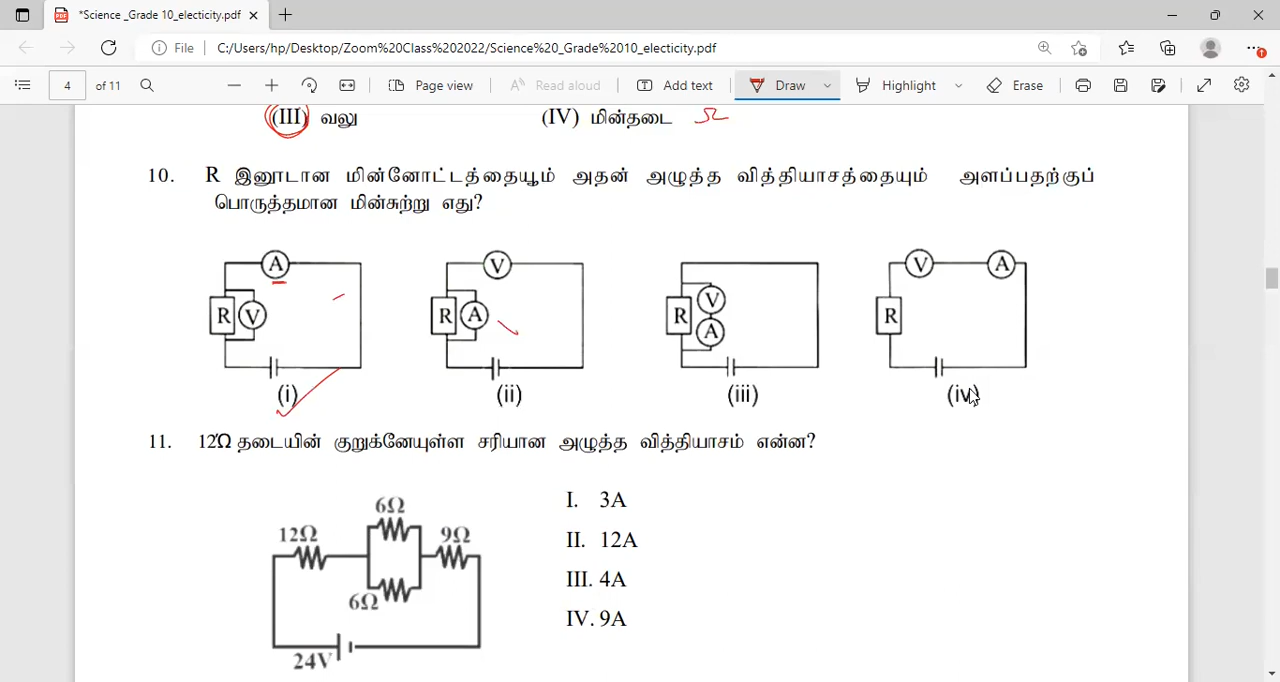 *Science _Grade 10_electicity.pdf
File C:/Users/hp/Desktop/Zoom%20Class%202022/Science%20_Grade%2010_electicity.pdf
4 of 11 Page view Read aloud Add text Draw Highlight Erase
(III) வலு (IV) மின்தடை Ω
10. R இனூடான மின்னோட்டத்தையூம் அதன் அழுத்த வித்தியாசத்தையும் அளப்பதற்குப்
பொருத்தமான மின்சுற்று எது?
A V A V
R V R A V A R
R A
(i) (ii) (iii) (iv)
11. 12Ω தடையின் குறுக்னேயுள்ள சரியான அழுத்த வித்தியாசம் என்ன?
6Ω
12Ω 9Ω
6Ω
24V
I. 3A
II. 12A
III. 4A
IV. 9A